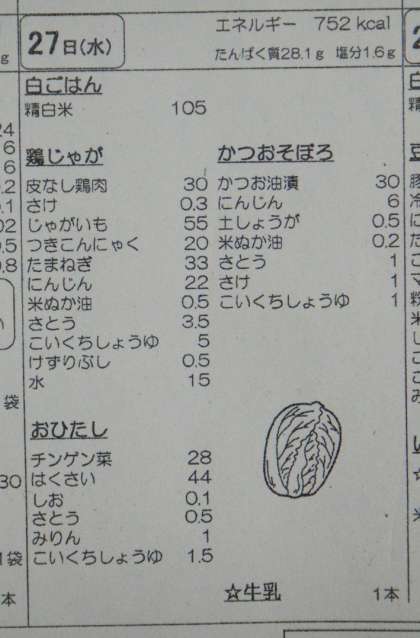 27日(水)
エネルギー 752 kcal
たんぱく質28.1g 塩分1.6g
白ごはん
精白米 105
鶏じゃが
皮なし鶏肉 30
さけ 0.3
じゃがいも 55
つきこんにゃく 20
たまねぎ 33
にんじん 22
米ぬか油 0.5
さとう 3.5
こいくちしょうゆ 5
けずりぶし 0.5
水 15
かつおそぼろ
かつお油漬 30
にんじん 6
土しょうが 0.5
米ぬか油 0.2
さとう 1
さけ 1
こいくちしょうゆ 1
おひたし
チンゲン菜 28
はくさい 44
しお 0.1
さとう 0.5
みりん 1
こいくちしょうゆ 1.5
☆牛乳 1本